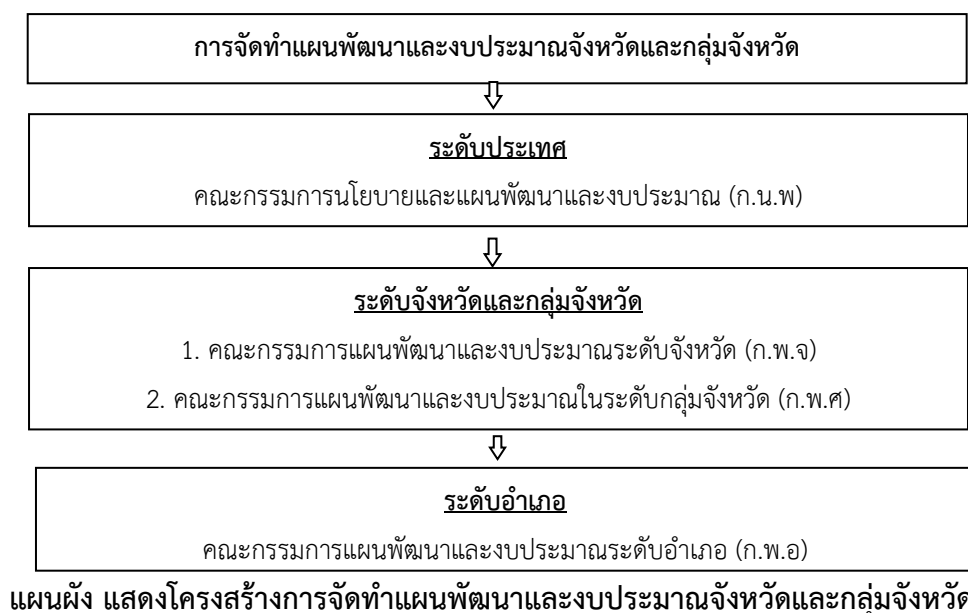 การจัดทำแผนพัฒนาและงบประมาณจังหวัดและกลุ่มจังหวัด
ระดับประเทศ
คณะกรรมการนโยบายและแผนพัฒนาและงบประมาณ (ก.น.พ)
ระดับจังหวัดและกลุ่มจังหวัด
1. คณะกรรมการแผนพัฒนาและงบประมาณระดับจังหวัด (ก.พ.จ)
2. คณะกรรมการแผนพัฒนาและงบประมาณในระดับกลุ่มจังหวัด (ก.พ.ศ)
ระดับอำเภอ
คณะกรรมการแผนพัฒนาและงบประมาณระดับอำเภอ (ก.พ.อ)
แผนผัง แสดงโครงสร้างการจัดทำแผนพัฒนาและงบประมาณจังหวัดและกลุ่มจังหวัด